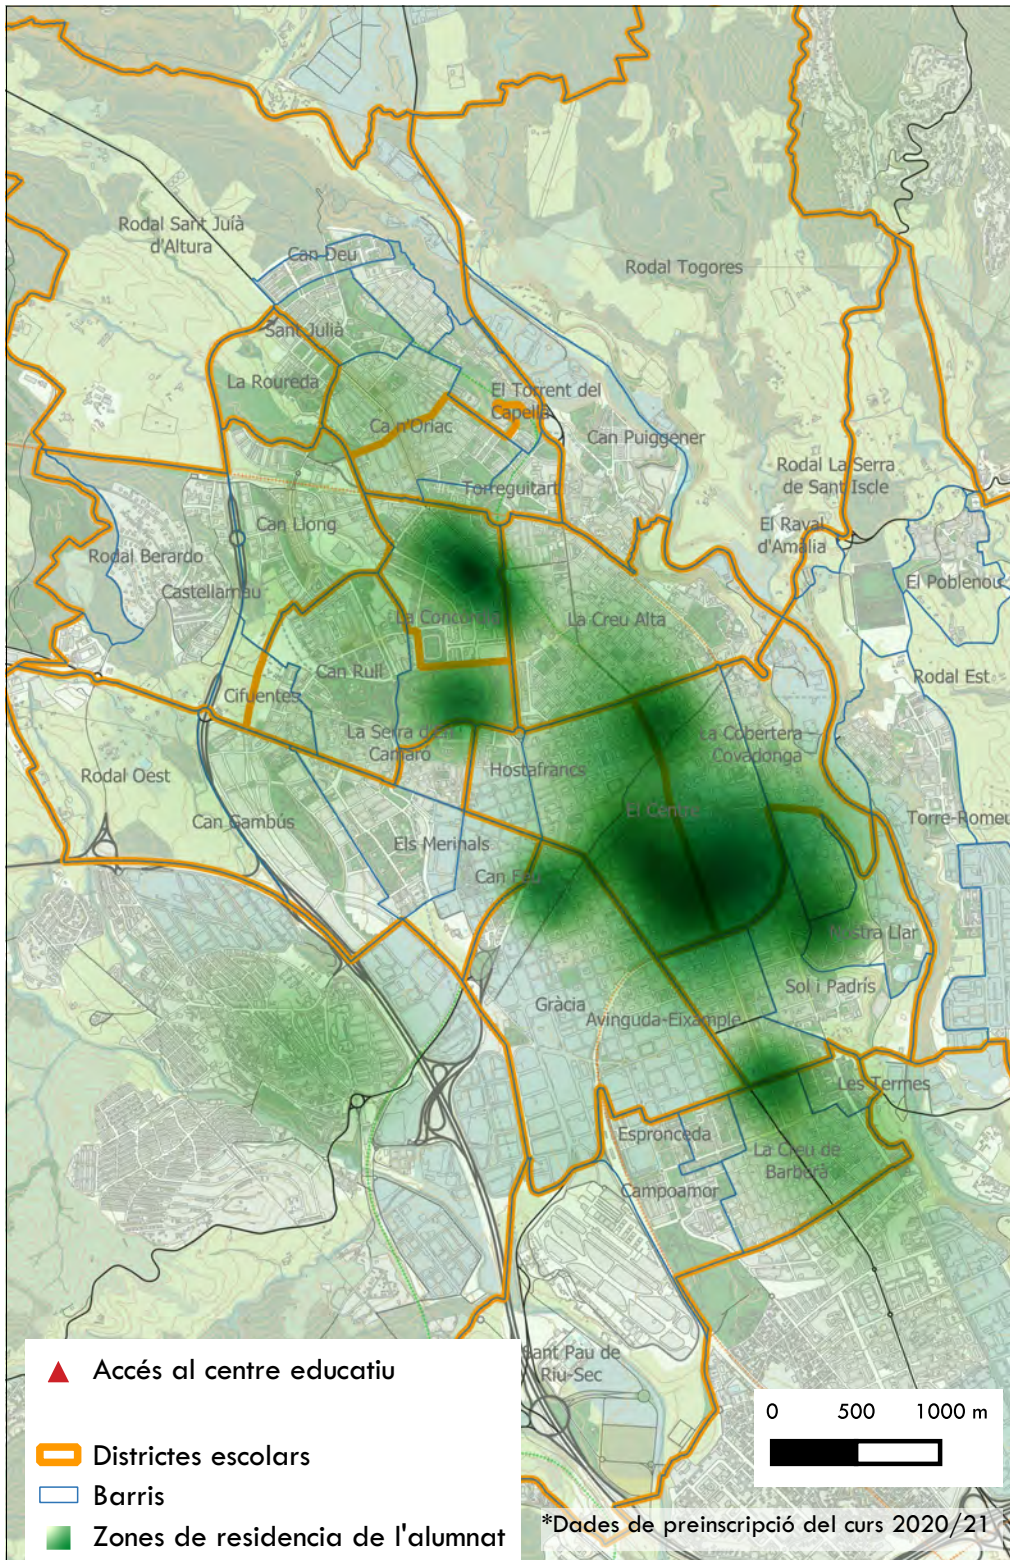 Rodal Sant Juíà
d'Altura
Can Deu
Rodal Togores
Sant Julià
La Roureda
El Torrent del
Capellà
Ca n'Oriac
Can Puiggener
Rodal La Serra
de Sant Iscle
Torreguitart
Can Llong
El Raval
d'Amàlia
Rodal Berardo
El Poblenou
Castellarnau
La Concòrdia
La Creu Alta
Can Rull
Rodal Est
Cifuentes
La Serra d'en
Camaró
La Cobertera -
Covadonga
Rodal Oest
Hostafrancs
El Centre
Can Gambús
Torre-Romeu
Els Merinals
Can Feu
Nostra Llar
Sol i Padrís
Gràcia
Avinguda-Eixample
Les Termes
Espronceda
La Creu de
Barberà
Campoamor
Sant Pau de
Riu-Sec
Accés al centre educatiu
Districtes escolars
Barris
Zones de residencia de l'alumnat
0 500 1000 m
*Dades de preinscripció del curs 2020/21